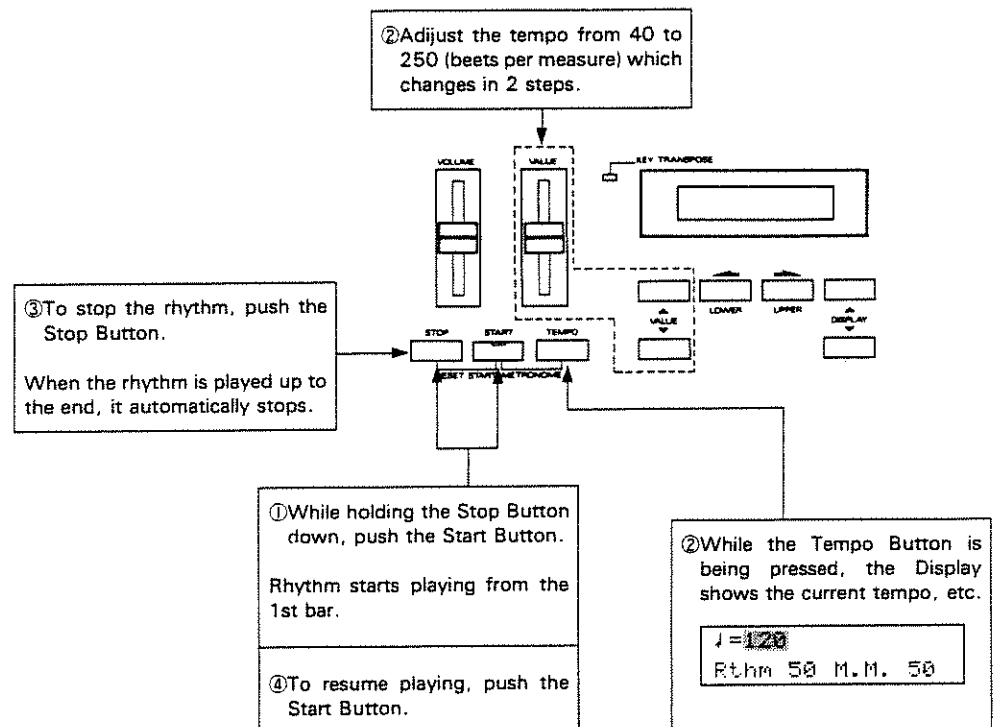 ②Adijust the tempo from 40 to
250 (beets per measure) which
changes in 2 steps.
VOLUME
VALUE
KEY TRANSPOSE
③To stop the rhythm, push the
Stop Button.
When the rhythm is played up to
the end, it automatically stops.
VALUE
LOWER
UPPER
DISPLAY
STOP
START
TEMPO
RESET START
METRONOME
①While holding the Stop Button
down, push the Start Button.
Rhythm starts playing from the
1st bar.
④To resume playing, push the
Start Button.
②While the Tempo Button is
being pressed, the Display
shows the current tempo, etc.
♩=120
Rthm 50 M.M. 50